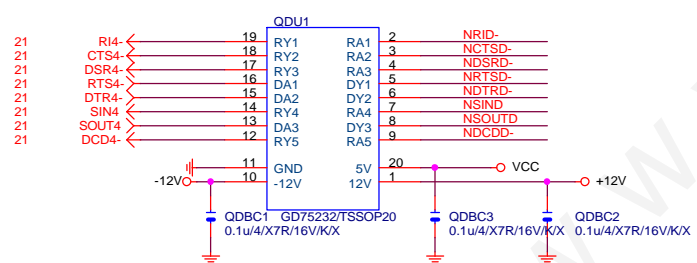 QDU1
21 RI4- 19 RY1 RA1 2 NRID-
21 CTS4- 18 RY2 RA2 3 NCTSD-
21 DSR4- 17 RY3 RA3 4 NDSRD-
21 RTS4- 16 DA1 DY1 5 NRTSD-
21 DTR4- 15 DA2 DY2 6 NDTRD-
21 SIN4 14 RY4 RA4 7 NSIND
21 SOUT4 13 DA3 DY3 8 NSOUTD
21 DCD4- 12 RY5 RA5 9 NDCDD-
11 GND 5V 20 VCC
-12V 10 -12V 12V 1 +12V
QDBC1 GD75232/TSSOP20 QDBC3 QDBC2
0.1u/4/X7R/16V/K/X 0.1u/4/X7R/16V/K/X 0.1u/4/X7R/16V/K/X